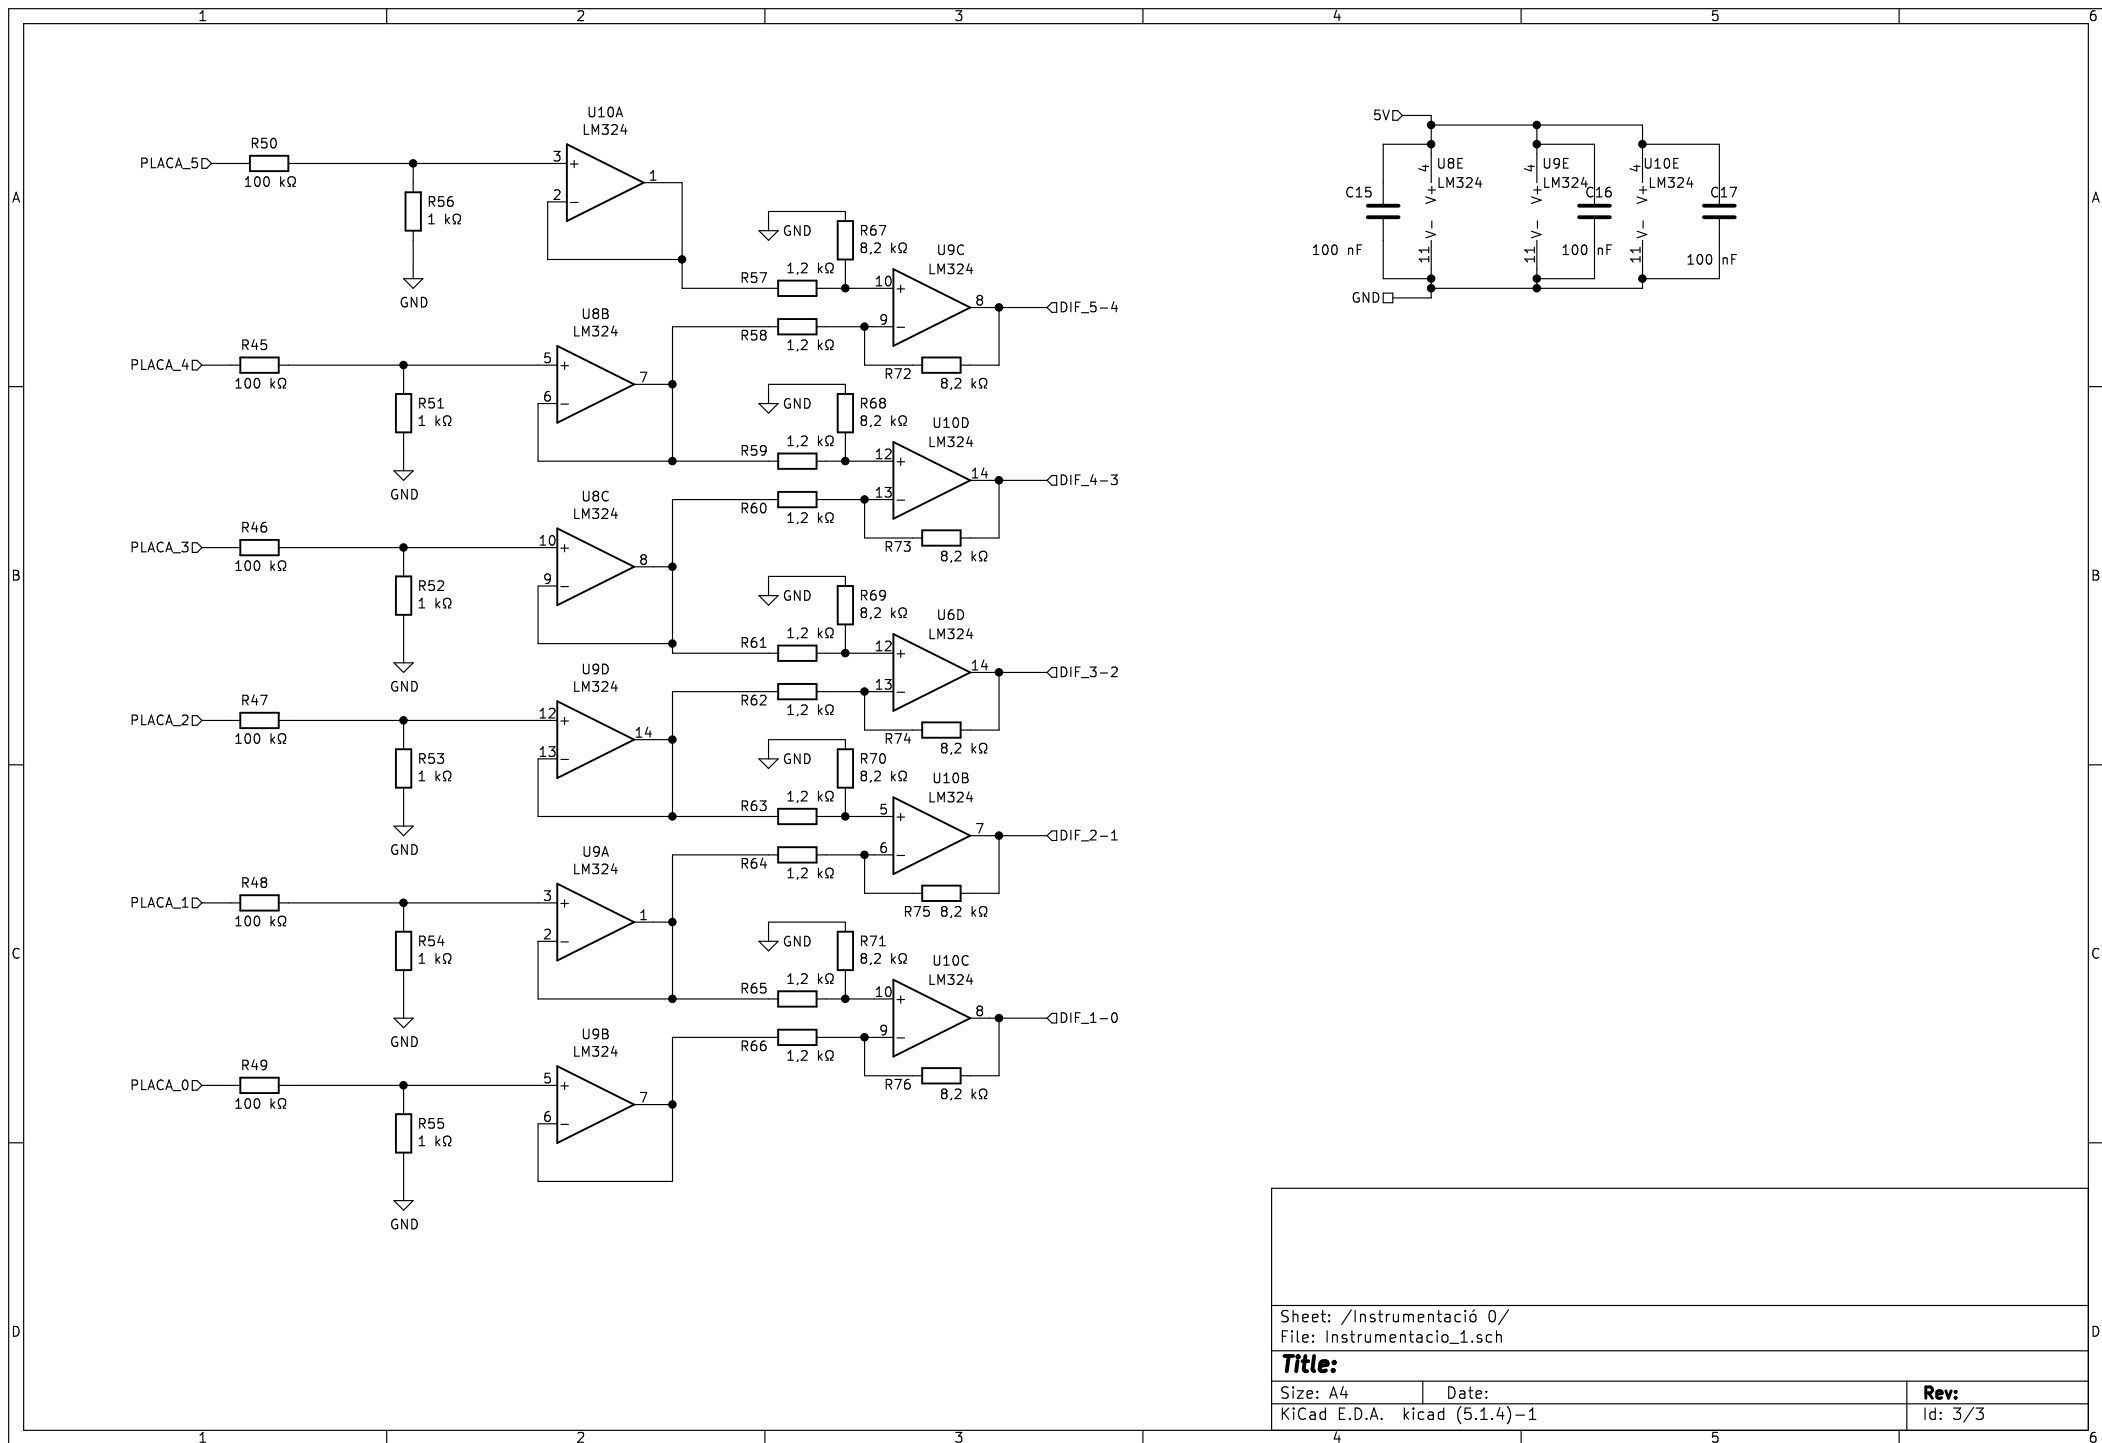 1 2 3 4 5 6
A
B
C
D
A
B
C
D
1 2 3 4 5 6
PLACA_5
R50
100 kΩ
R56
1 kΩ
GND
U10A
LM324
3
+
2
−
1
GND
R67
8,2 kΩ
R57
1,2 kΩ
U9C
LM324
10
+
9
−
8
DIF_5-4
R58
1,2 kΩ
R72
8,2 kΩ
PLACA_4
R45
100 kΩ
R51
1 kΩ
GND
U8B
LM324
5
+
6
−
7
GND
R68
8,2 kΩ
R59
1,2 kΩ
U10D
LM324
12
+
13
−
14
DIF_4-3
R60
1,2 kΩ
R73
8,2 kΩ
PLACA_3
R46
100 kΩ
R52
1 kΩ
GND
U8C
LM324
10
+
9
−
8
GND
R69
8,2 kΩ
R61
1,2 kΩ
U6D
LM324
12
+
13
−
14
DIF_3-2
R62
1,2 kΩ
R74
8,2 kΩ
PLACA_2
R47
100 kΩ
R53
1 kΩ
GND
U9D
LM324
12
+
13
−
14
GND
R70
8,2 kΩ
R63
1,2 kΩ
U10B
LM324
5
+
6
−
7
DIF_2-1
R64
1,2 kΩ
R75 8,2 kΩ
PLACA_1
R48
100 kΩ
R54
1 kΩ
GND
U9A
LM324
3
+
2
−
1
GND
R71
8,2 kΩ
R65
1,2 kΩ
U10C
LM324
10
+
9
−
8
DIF_1-0
R66
1,2 kΩ
R76
8,2 kΩ
PLACA_0
R49
100 kΩ
R55
1 kΩ
GND
U9B
LM324
5
+
6
−
7
5V
GND
C15
100 nF
U8E
LM324
4
V+
V−
11
U9E
LM324
4
V+
V−
11
C16
100 nF
U10E
LM324
4
V+
V−
11
C17
100 nF
Sheet: /Instrumentació 0/
File: Instrumentacio_1.sch
Title:
Size: A4 Date: Rev:
KiCad E.D.A. kicad (5.1.4)-1 Id: 3/3